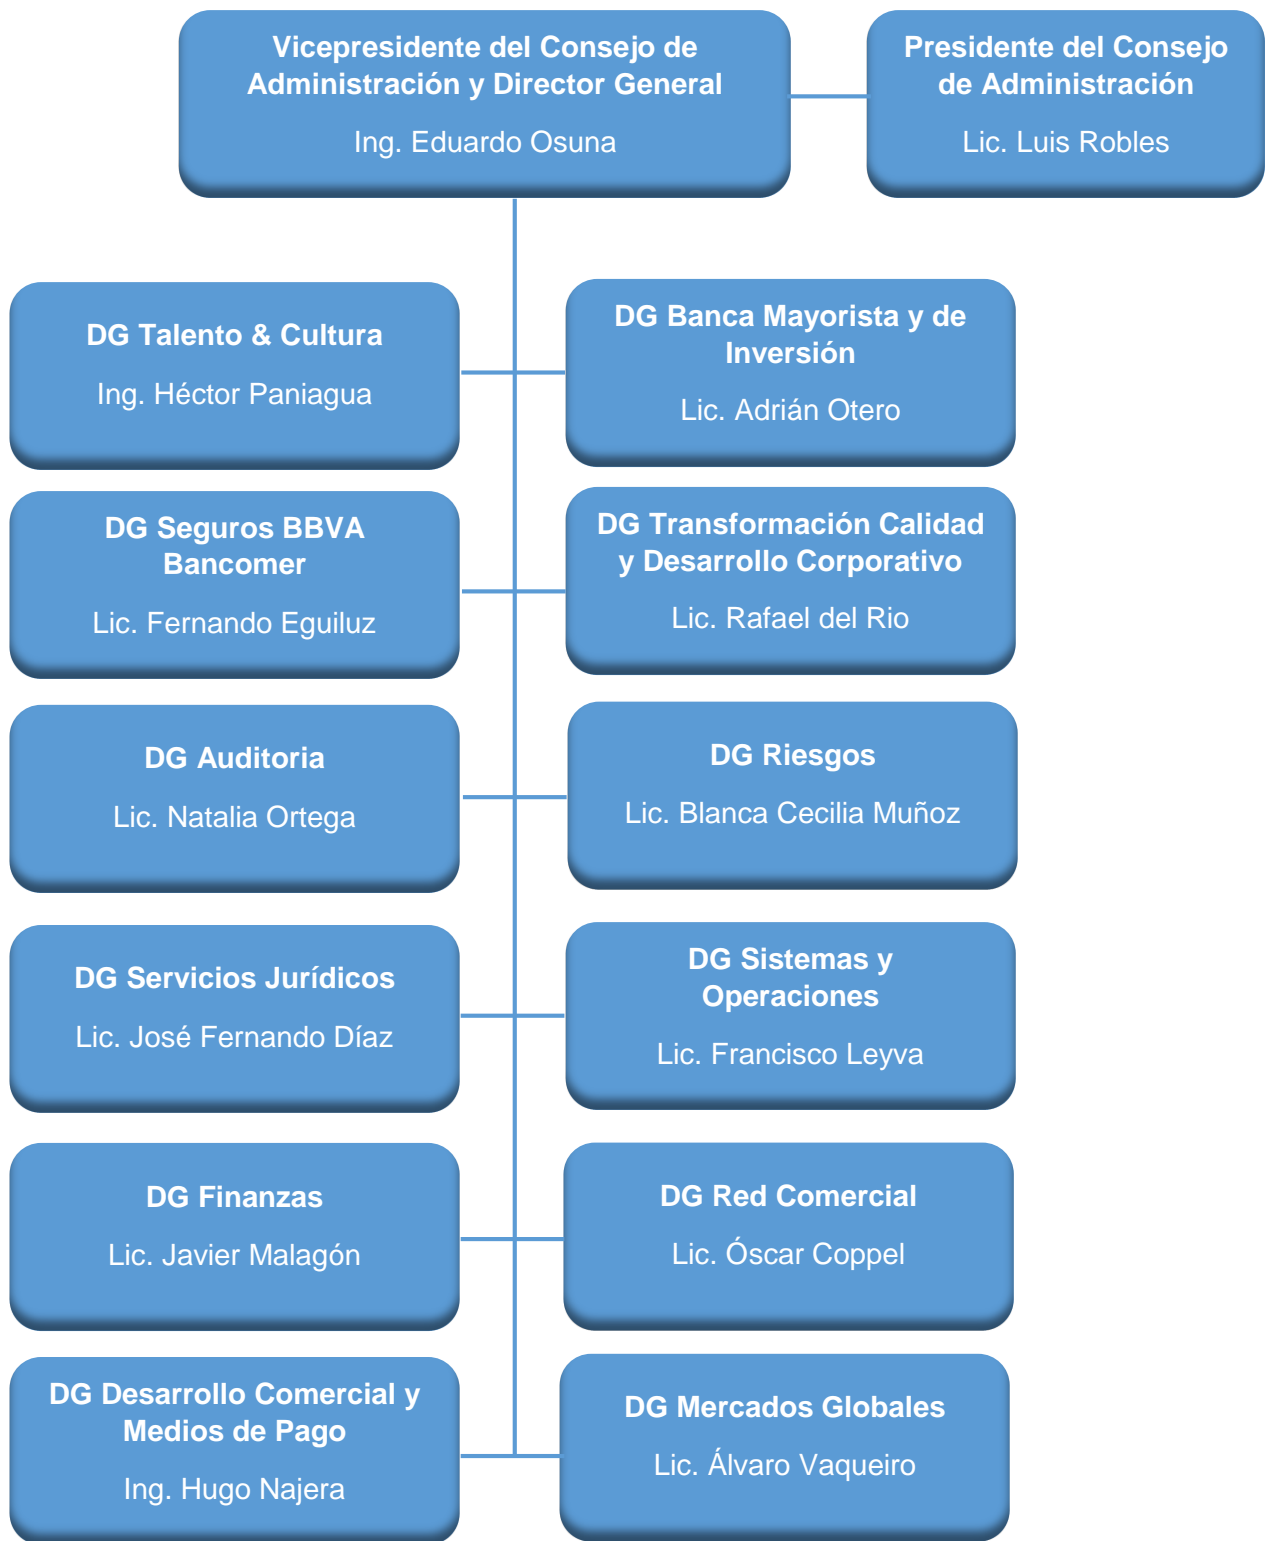 Vicepresidente del Consejo de
Administración y Director General
Ing. Eduardo Osuna
Presidente del Consejo
de Administración
Lic. Luis Robles
DG Talento & Cultura
Ing. Héctor Paniagua
DG Banca Mayorista y de
Inversión
Lic. Adrián Otero
DG Seguros BBVA
Bancomer
Lic. Fernando Eguiluz
DG Transformación Calidad
y Desarrollo Corporativo
Lic. Rafael del Rio
DG Auditoria
Lic. Natalia Ortega
DG Riesgos
Lic. Blanca Cecilia Muñoz
DG Servicios Jurídicos
Lic. José Fernando Díaz
DG Sistemas y
Operaciones
Lic. Francisco Leyva
DG Finanzas
Lic. Javier Malagón
DG Red Comercial
Lic. Óscar Coppel
DG Desarrollo Comercial y
Medios de Pago
Ing. Hugo Najera
DG Mercados Globales
Lic. Álvaro Vaqueiro